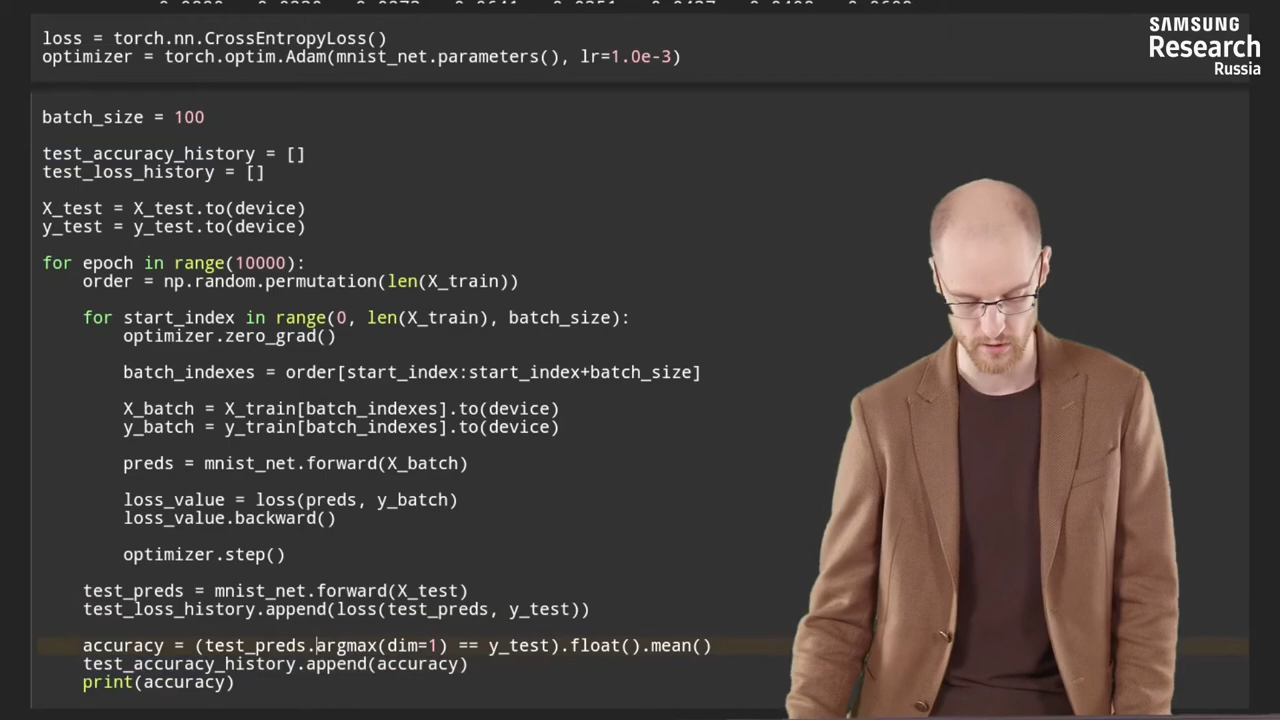 SAMSUNG
Research
Russia
loss = torch.nn.CrossEntropyLoss()
optimizer = torch.optim.Adam(mnist_net.parameters(), lr=1.0e-3)
batch_size = 100
test_accuracy_history = []
test_loss_history = []
X_test = X_test.to(device)
y_test = y_test.to(device)
for epoch in range(10000):
order = np.random.permutation(len(X_train))
for start_index in range(0, len(X_train), batch_size):
optimizer.zero_grad()
batch_indexes = order[start_index:start_index+batch_size]
X_batch = X_train[batch_indexes].to(device)
y_batch = y_train[batch_indexes].to(device)
preds = mnist_net.forward(X_batch)
loss_value = loss(preds, y_batch)
loss_value.backward()
optimizer.step()
test_preds = mnist_net.forward(X_test)
test_loss_history.append(loss(test_preds, y_test))
accuracy = (test_preds.argmax(dim=1) == y_test).float().mean()
test_accuracy_history.append(accuracy)
print(accuracy)